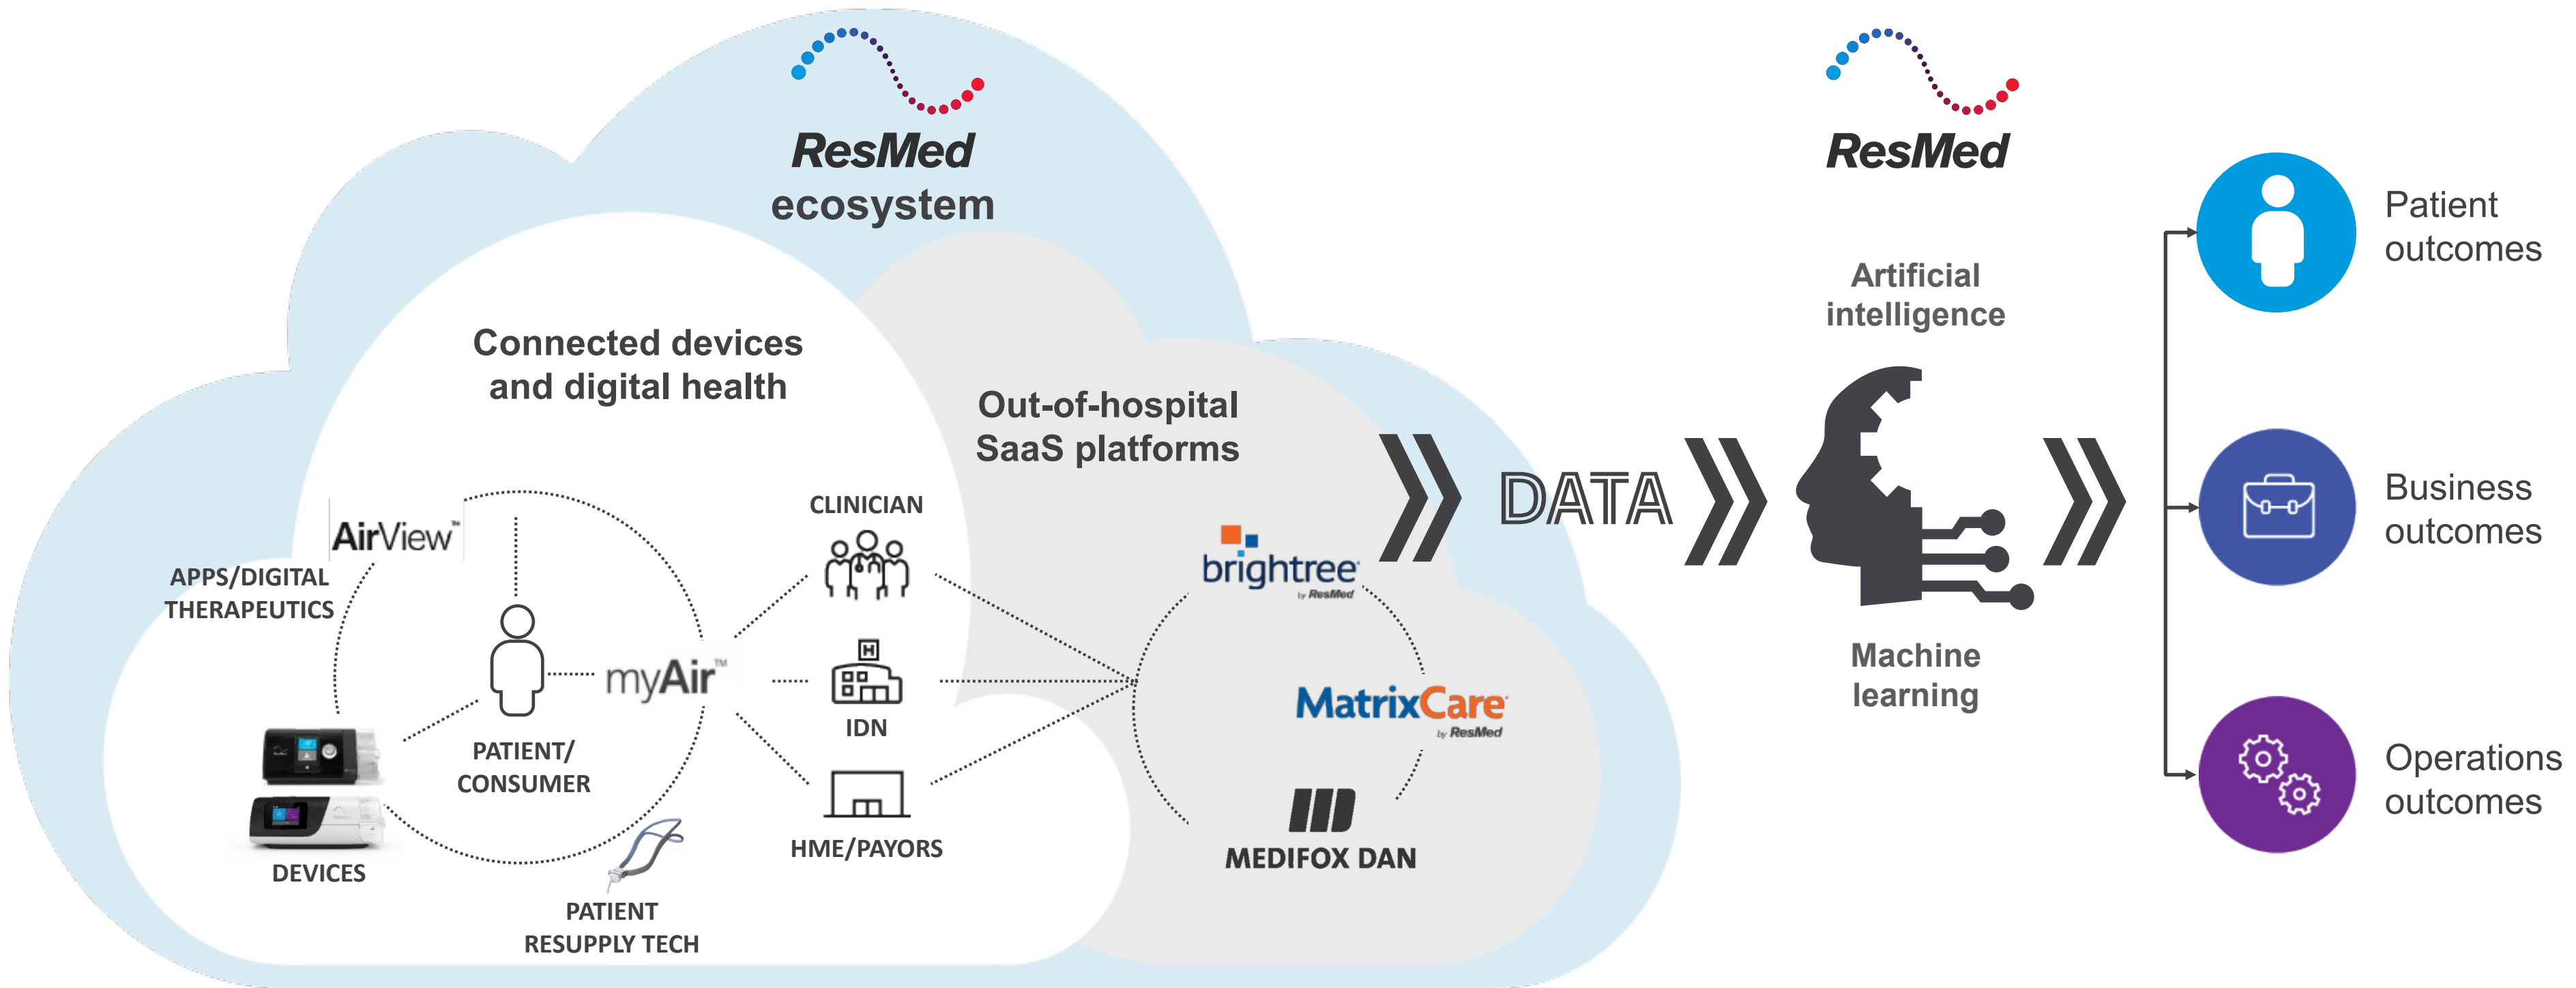 ResMed
ecosystem
Connected devices
and digital health
AirView™
APPS/DIGITAL
THERAPEUTICS
PATIENT/
CONSUMER
myAir™
DEVICES
PATIENT
RESUPPLY TECH
CLINICIAN
H
IDN
HME/PAYORS
Out-of-hospital
SaaS platforms
brightree
by ResMed
MatrixCare
by ResMed
MEDIFOX DAN
DATA
ResMed
Artificial
intelligence
Machine
learning
Patient
outcomes
Business
outcomes
Operations
outcomes